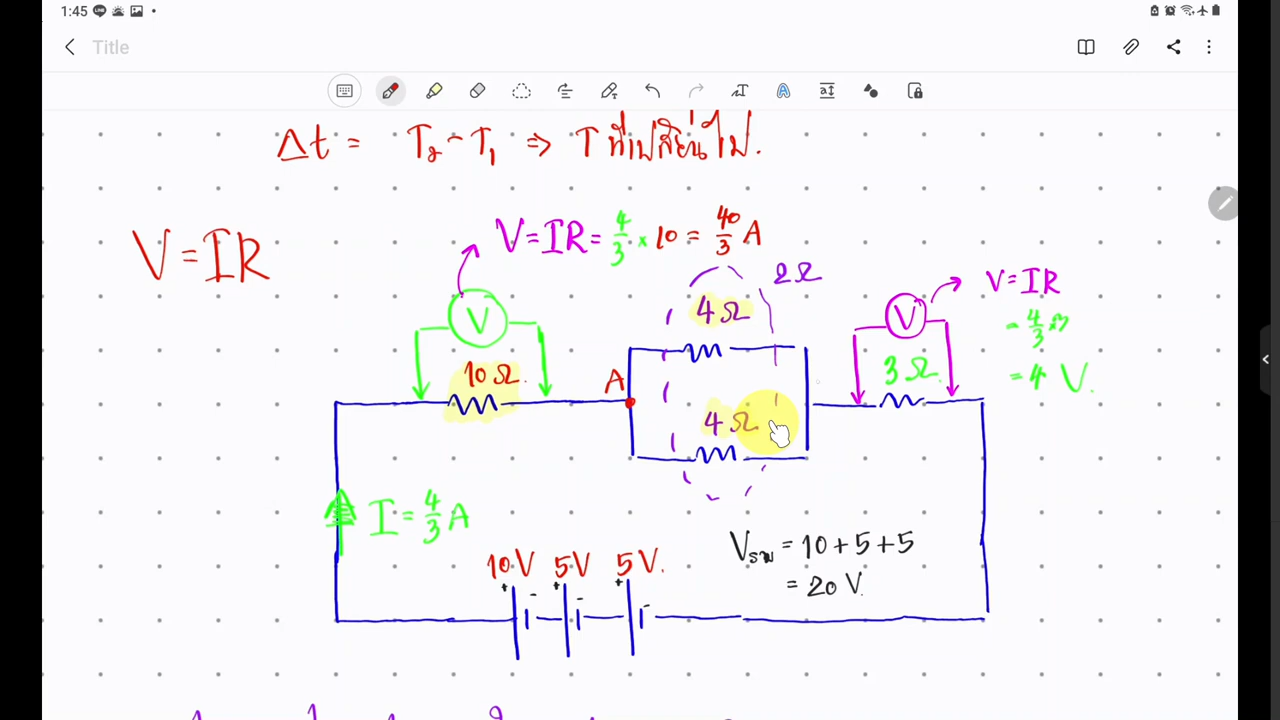 1:45
Title
Δt = T₂ - T₁ ⇒ T ที่เปลี่ยนไป.
V = IR
V = IR = 4/3 × 10 = 40/3 A
2Ω
4Ω
V = IR
= 4/3 × 3
= 4 V.
V
V
10Ω.
A
3Ω
4Ω
I = 4/3 A
Vรวม = 10 + 5 + 5
= 20 V.
10V 5V 5V.
+ - + - + -